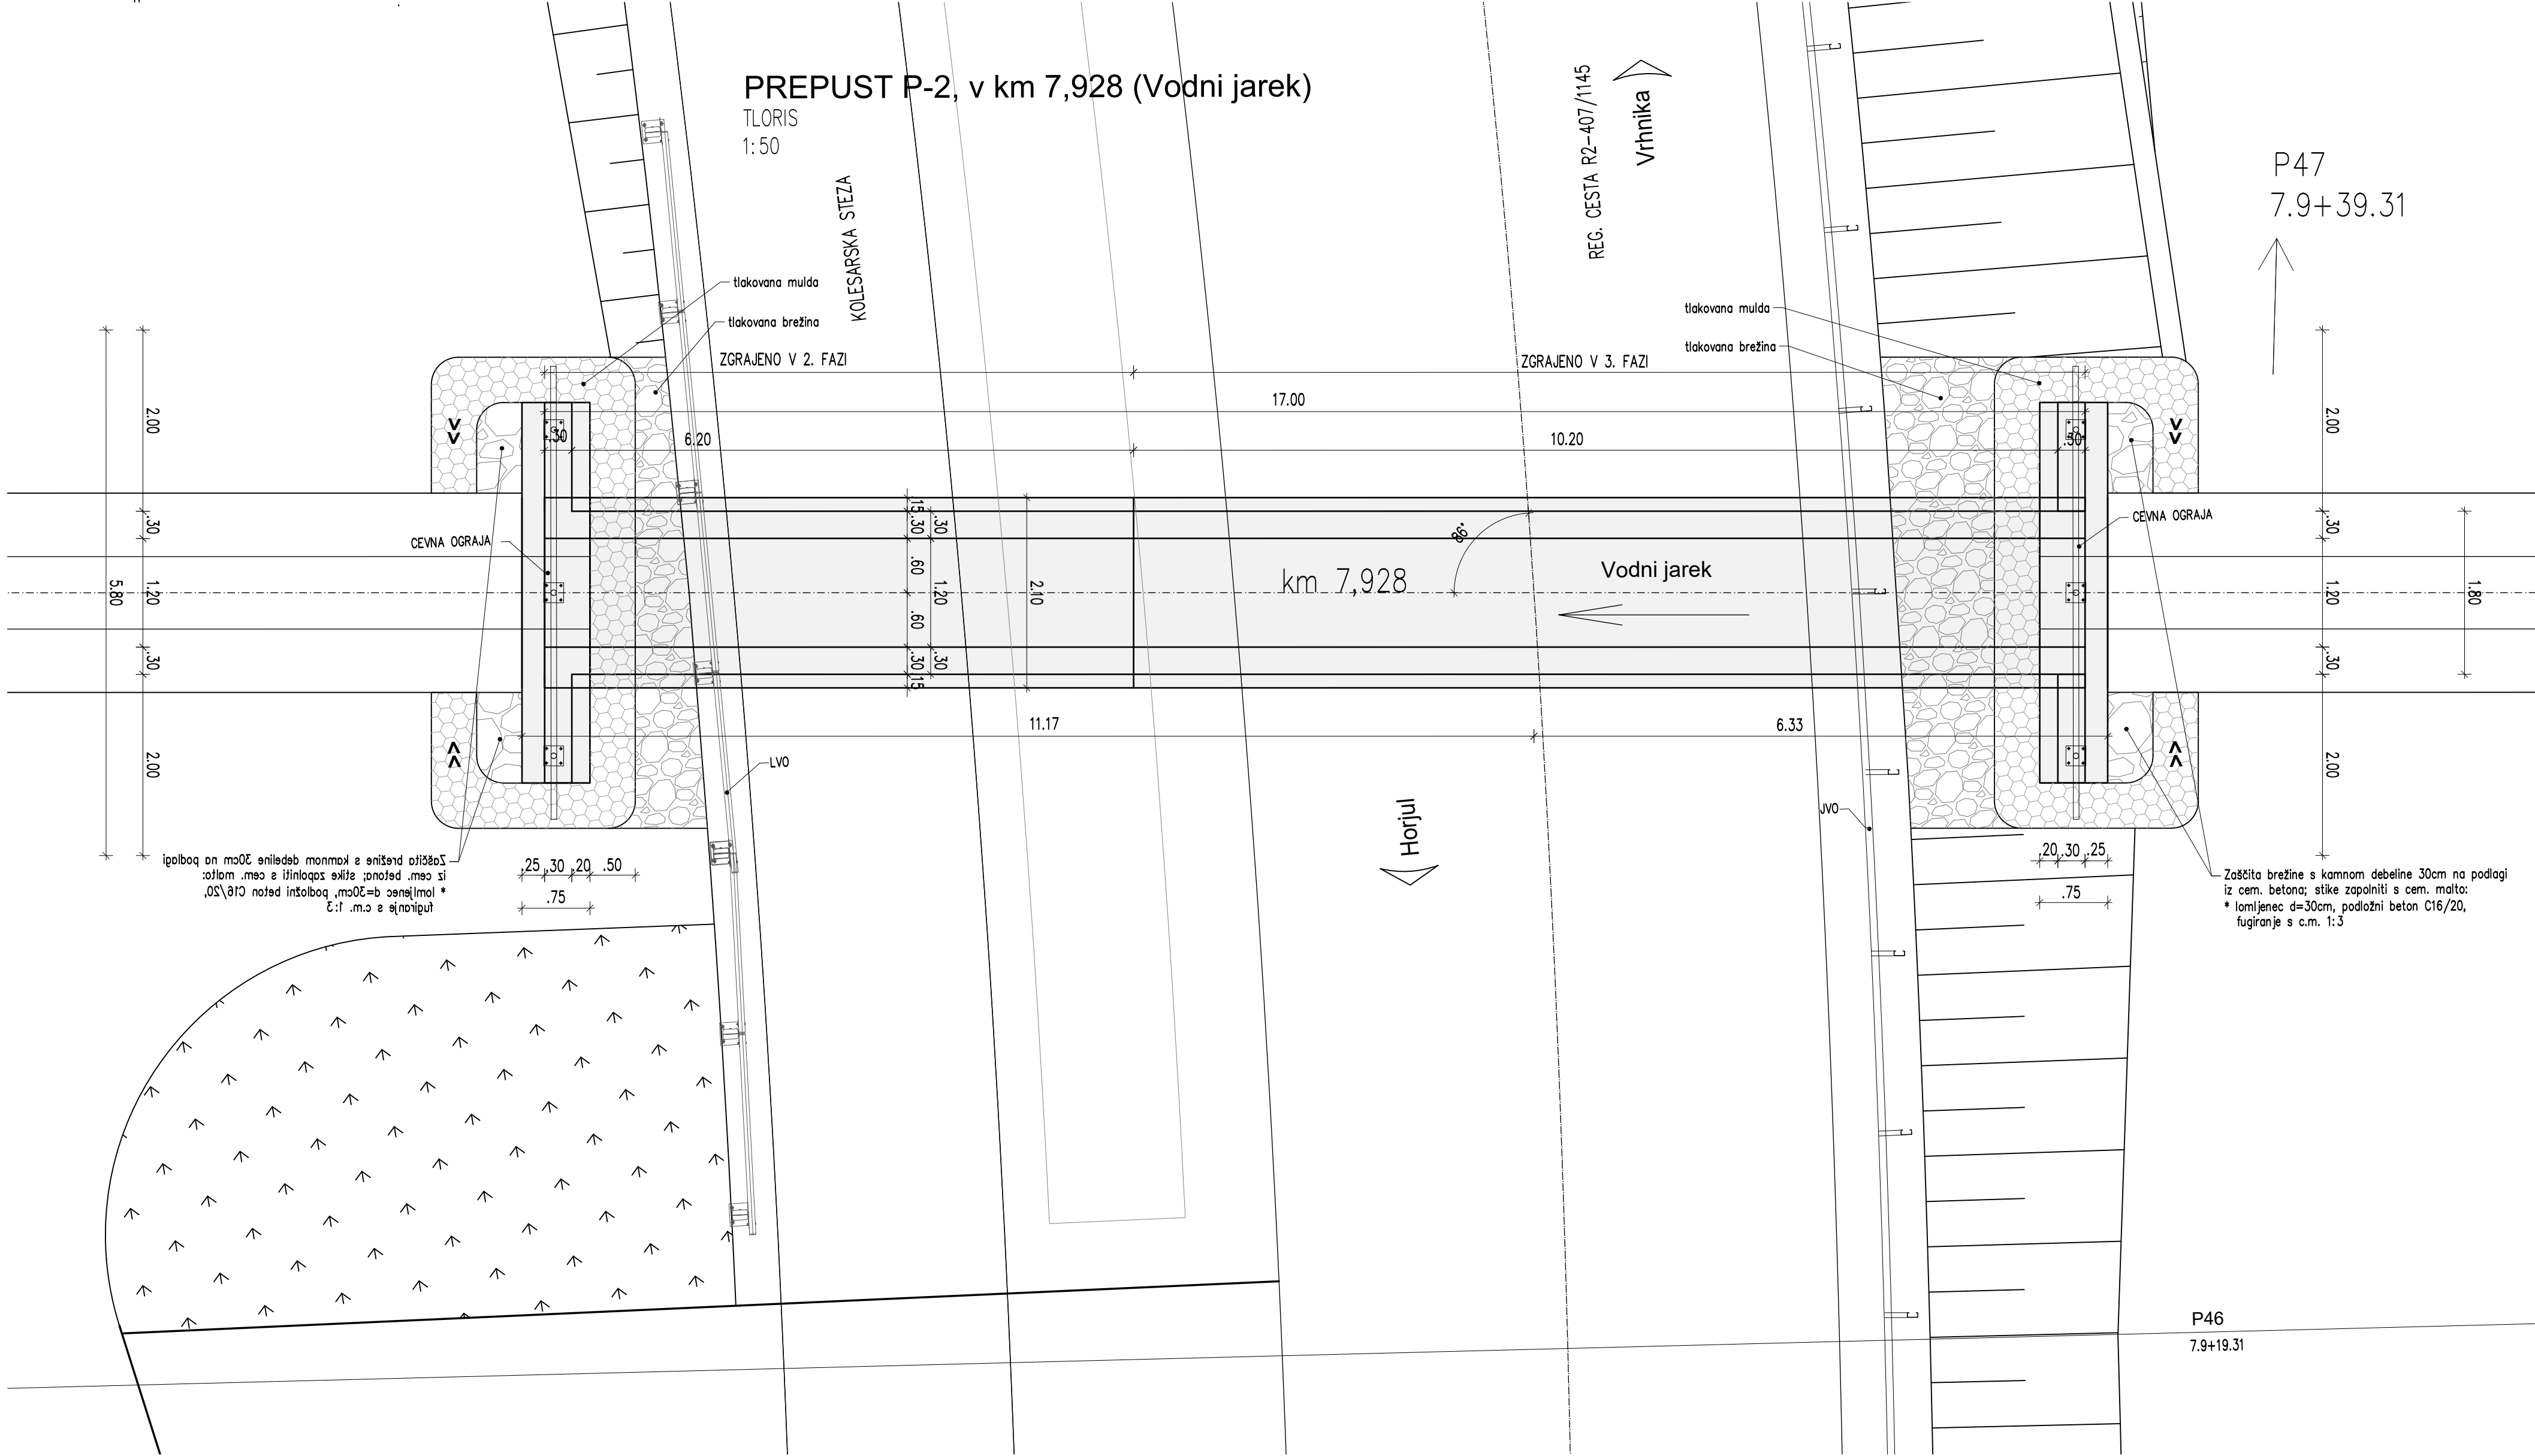 PREPUST P-2, v km 7,928 (Vodni jarek)
TLORIS
1:50
KOLESARSKA STEZA
REG. CESTA R2-407/1145
Vrhnika
P47
7.9+39.31
tlakovana mulda
tlakovana brežina
tlakovana mulda
tlakovana brežina
ZGRAJENO V 2. FAZI
ZGRAJENO V 3. FAZI
17.00
.30
6.20
10.20
.30
2.00
.30
1.20
.30
2.00
5.80
CEVNA OGRAJA
.15
.30
.60
.60
.30
.15
.30
1.20
.30
2.10
km 7,928
86°
Vodni jarek
CEVNA OGRAJA
2.00
.30
1.20
.30
2.00
1.80
11.17
6.33
LVO
JVO
Horjul
Zaščita brežine s kamnom debeline 30cm na podlagi
iz cem. betona; stike zapolniti s cem. malto:
* lomljenec d=30cm, podložni beton C16/20,
fugiranje s c.m. 1:3
.25 .30 .20 .50
.75
.20 .30 .25
.75
Zaščita brežine s kamnom debeline 30cm na podlagi
iz cem. betona; stike zapolniti s cem. malto:
* lomljenec d=30cm, podložni beton C16/20,
fugiranje s c.m. 1:3
P46
7.9+19.31